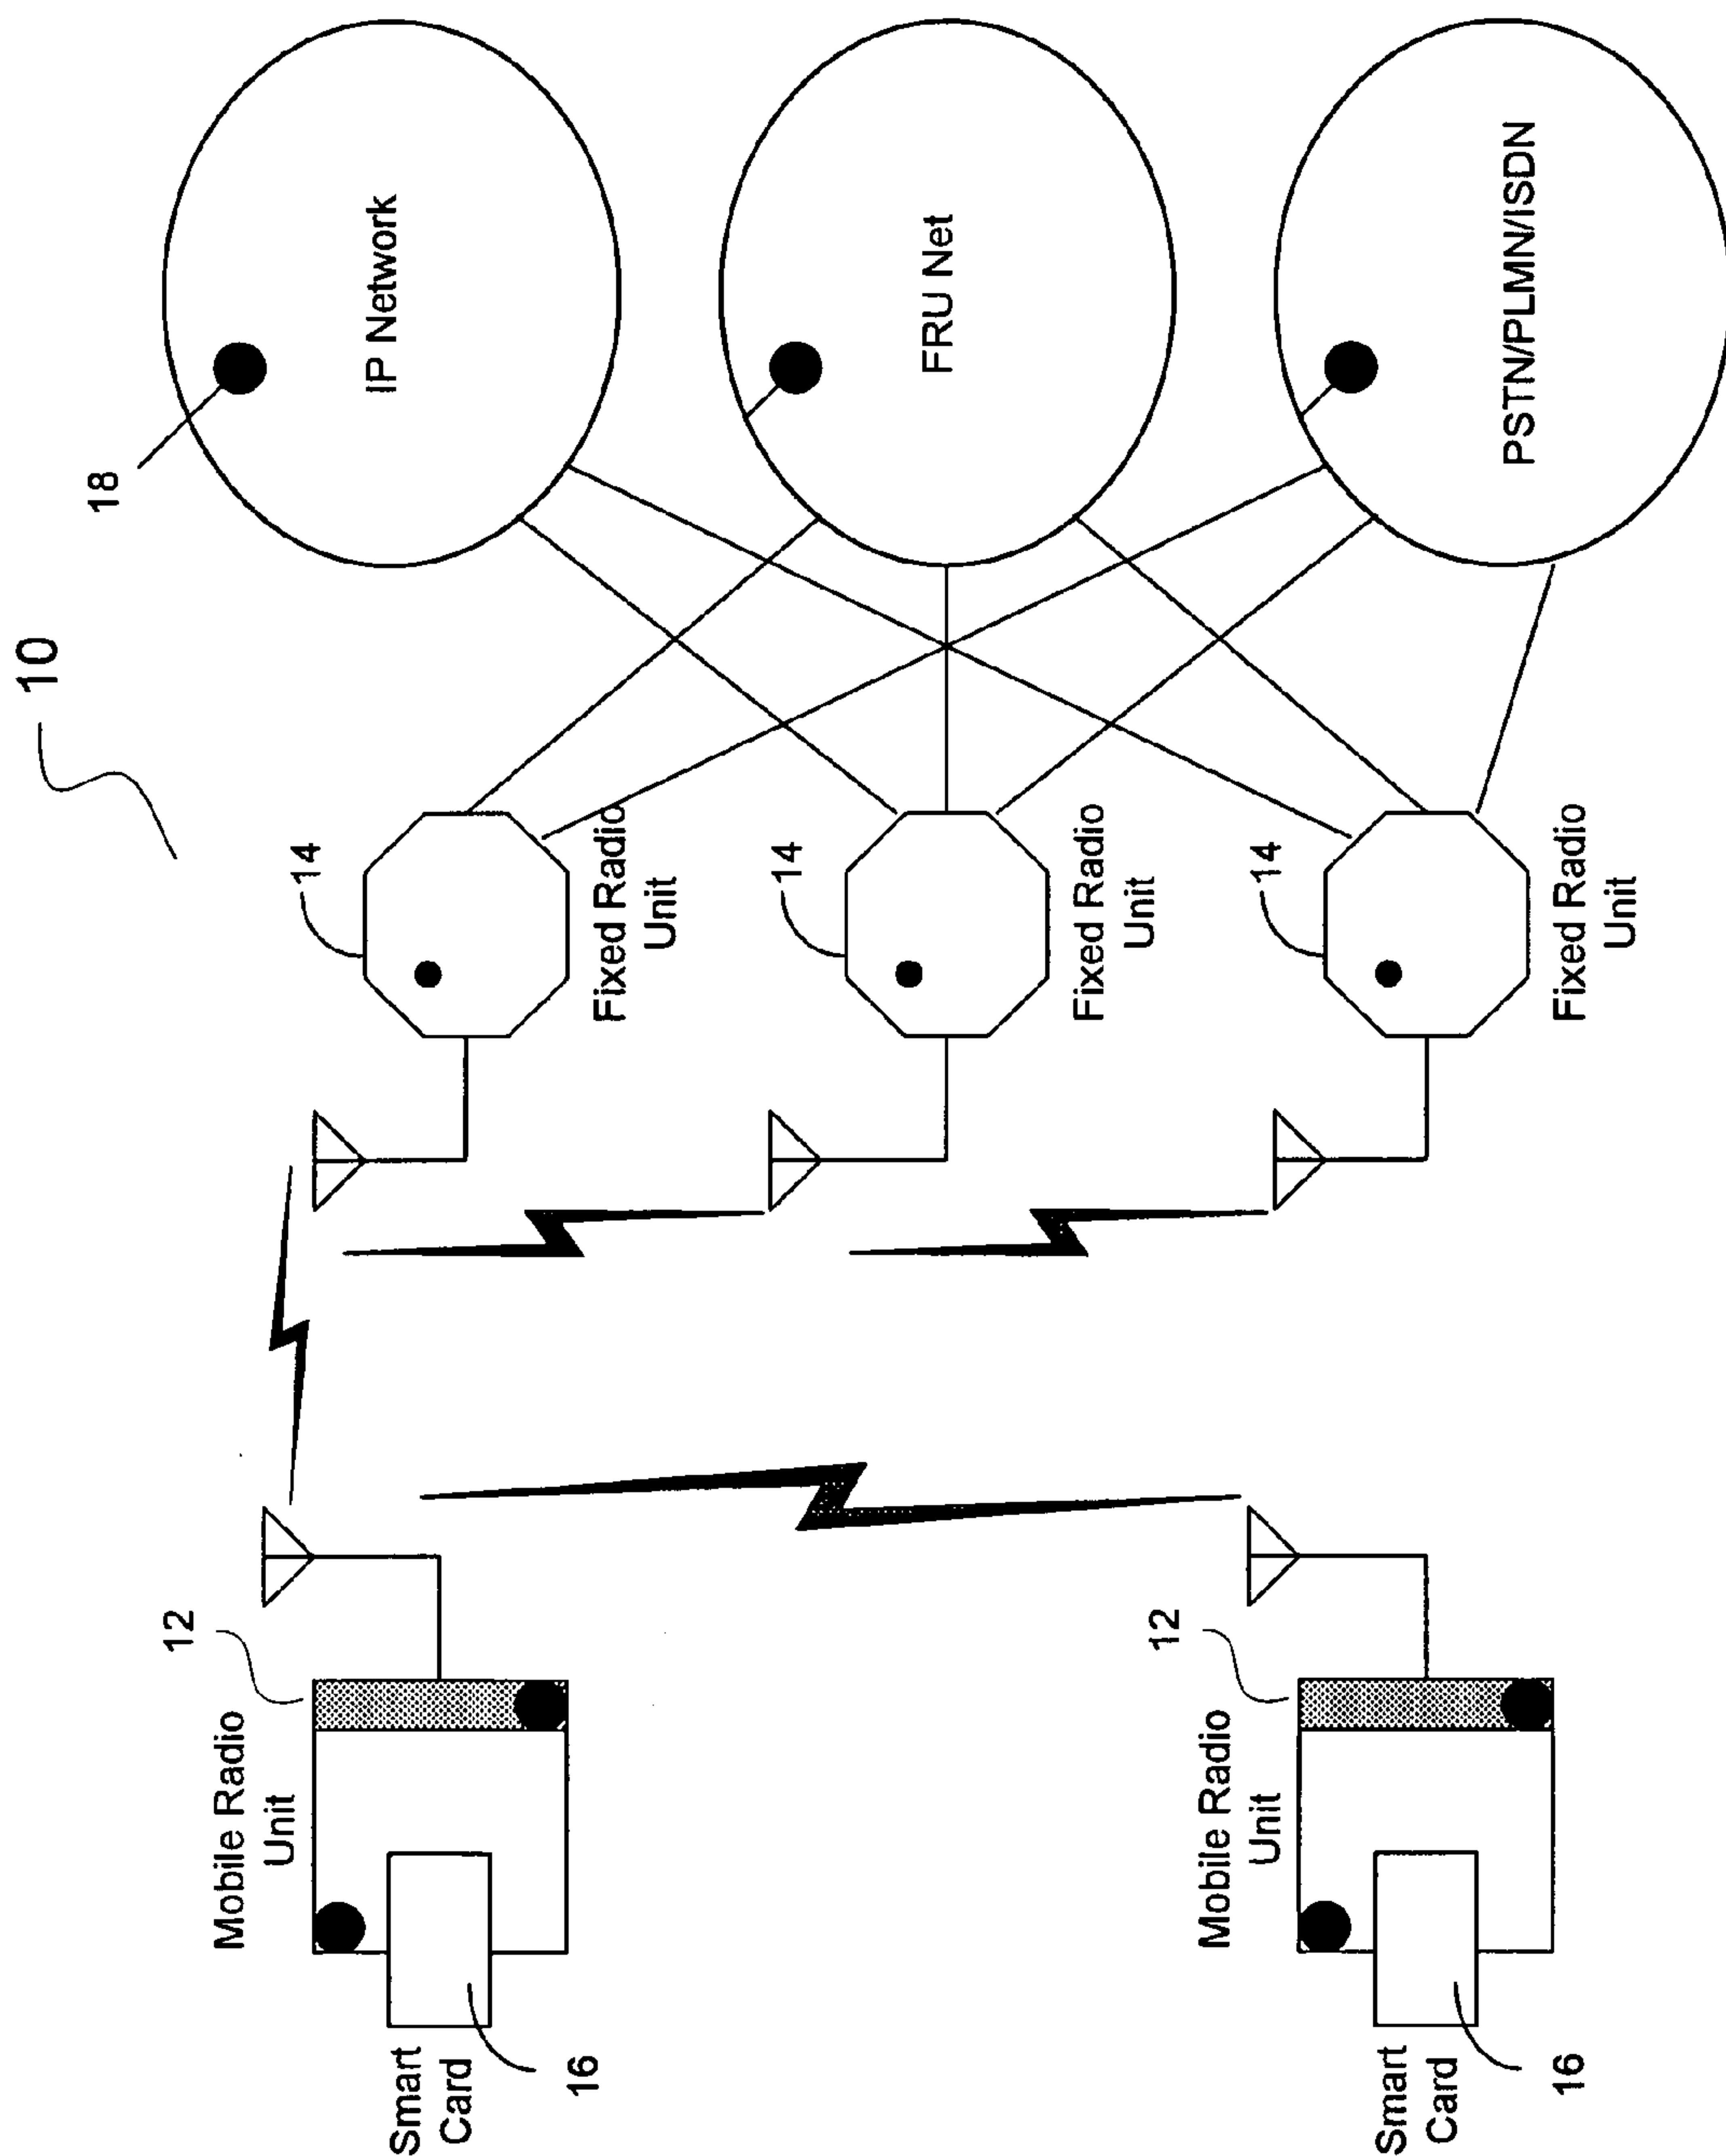 10
Smart
Card
16
Mobile Radio
Unit
12
14
Fixed Radio
Unit
18
IP Network
14
Fixed Radio
Unit
FRU Net
Smart
Card
16
Mobile Radio
Unit
12
14
Fixed Radio
Unit
PSTN/PLMN/ISDN